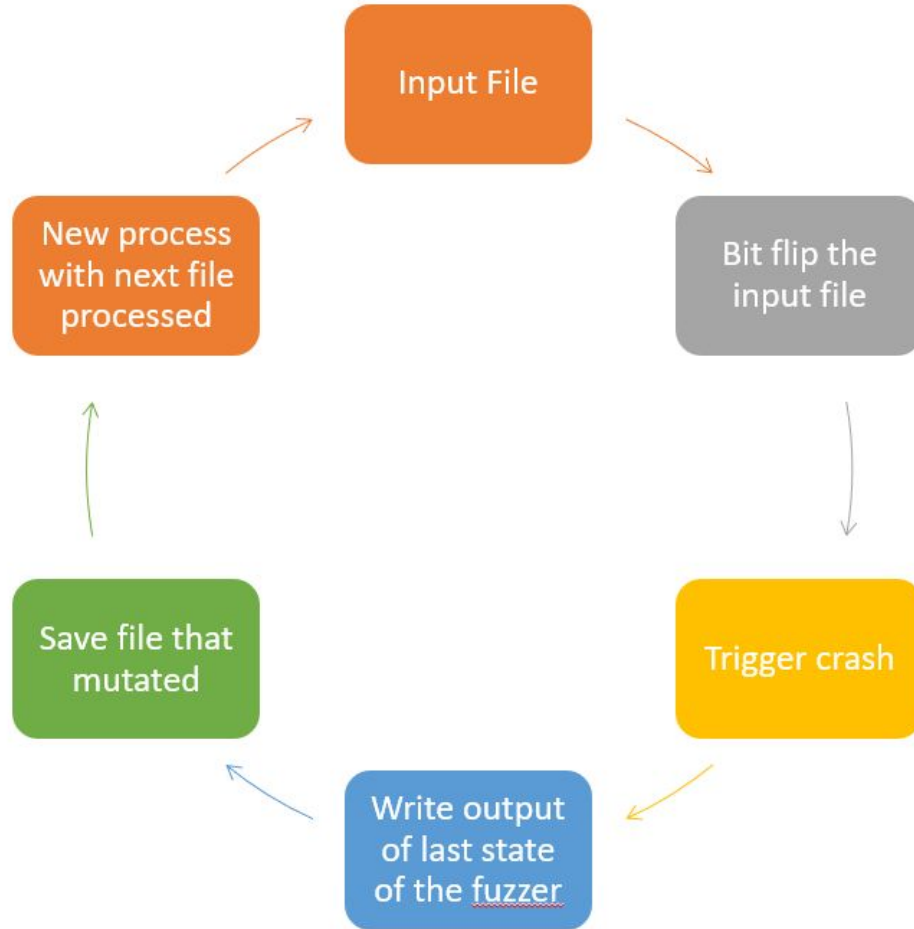 Input File
Bit flip the
input file
Trigger crash
Write output
of last state
of the fuzzer
Save file that
mutated
New process
with next file
processed